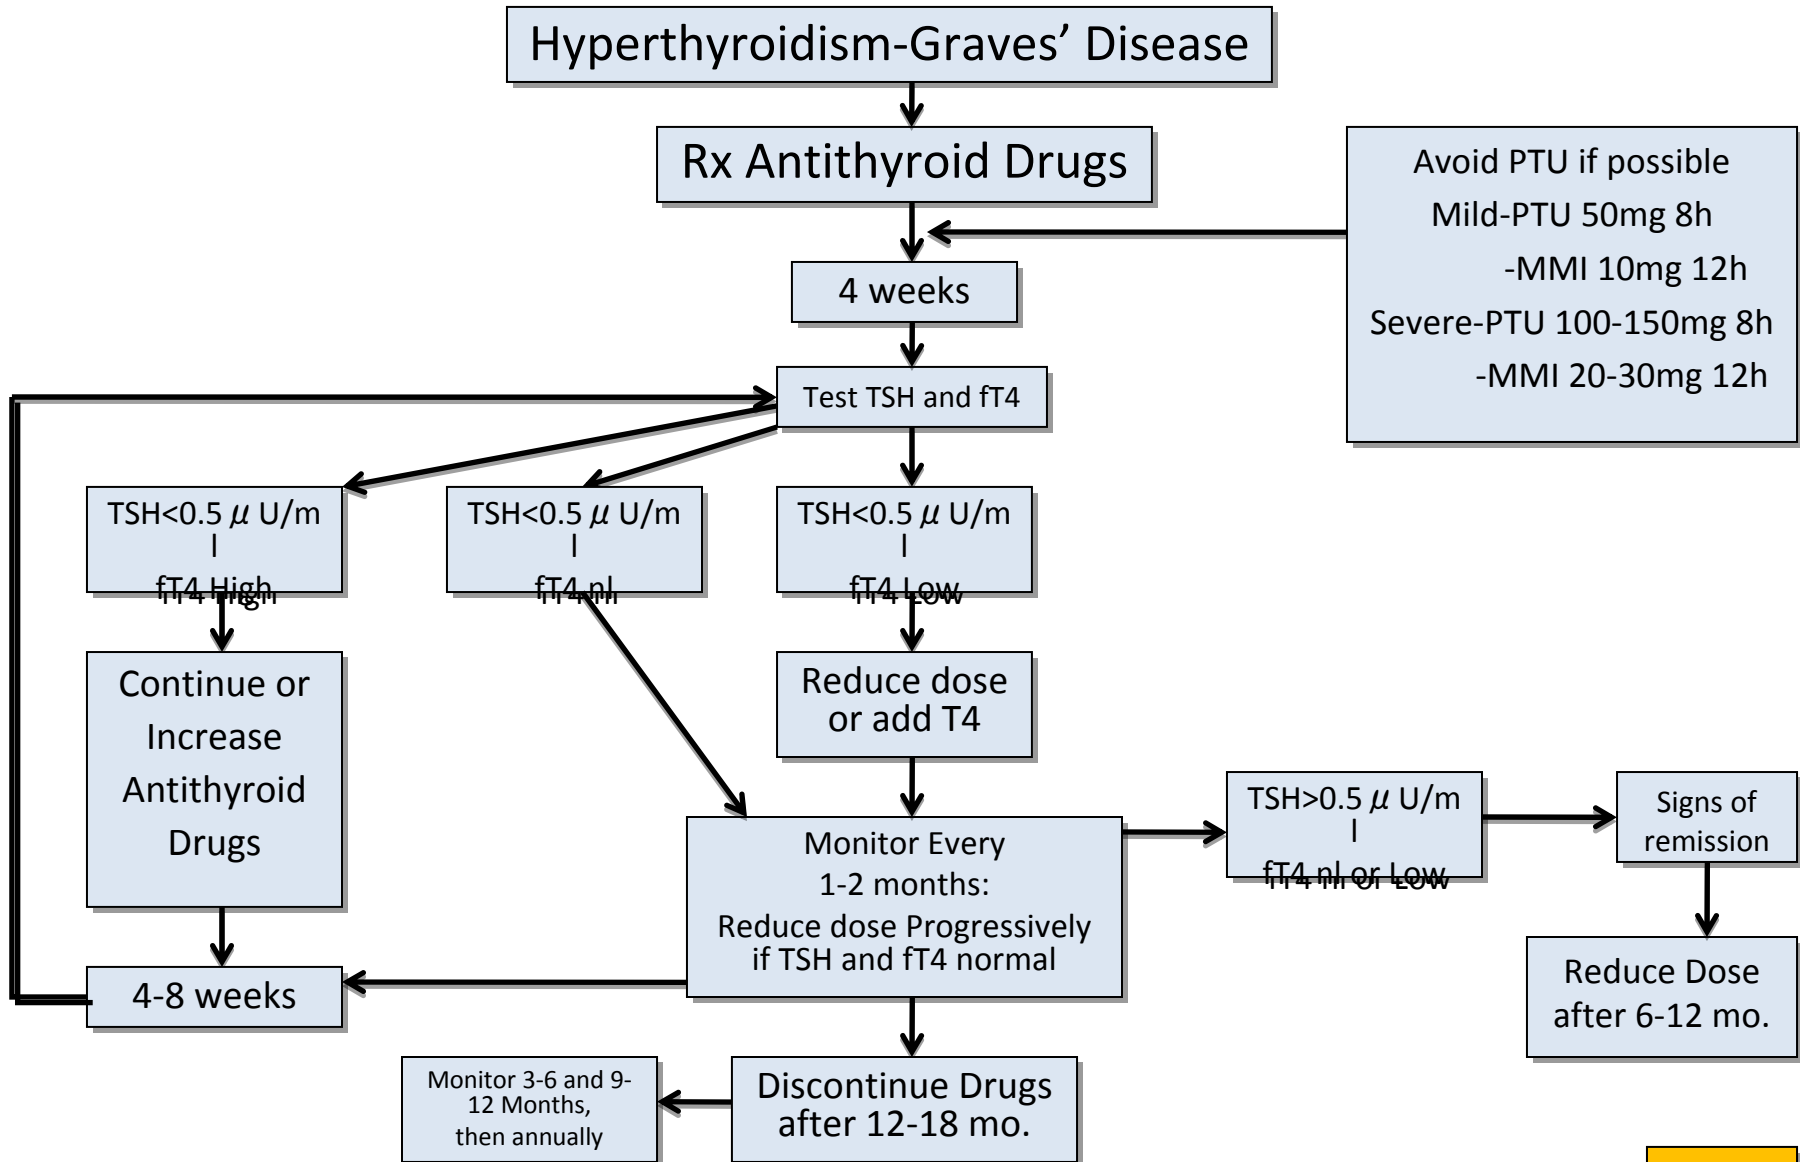 Hyperthyroidism-Graves’ Disease
Rx Antithyroid Drugs
Avoid PTU if possible
Mild-PTU 50mg 8h
-MMI 10mg 12h
Severe-PTU 100-150mg 8h
-MMI 20-30mg 12h
4 weeks
Test TSH and fT4
TSH<0.5 μ U/m
l
fT4 High
TSH<0.5 μ U/m
l
fT4 nl
TSH<0.5 μ U/m
l
fT4 Low
Continue or
Increase
Antithyroid
Drugs
Reduce dose
or add T4
Monitor Every
1-2 months:
Reduce dose Progressively
if TSH and fT4 normal
TSH>0.5 μ U/m
l
fT4 nl or Low
Signs of
remission
Reduce Dose
after 6-12 mo.
4-8 weeks
Discontinue Drugs
after 12-18 mo.
Monitor 3-6 and 9-
12 Months,
then annually